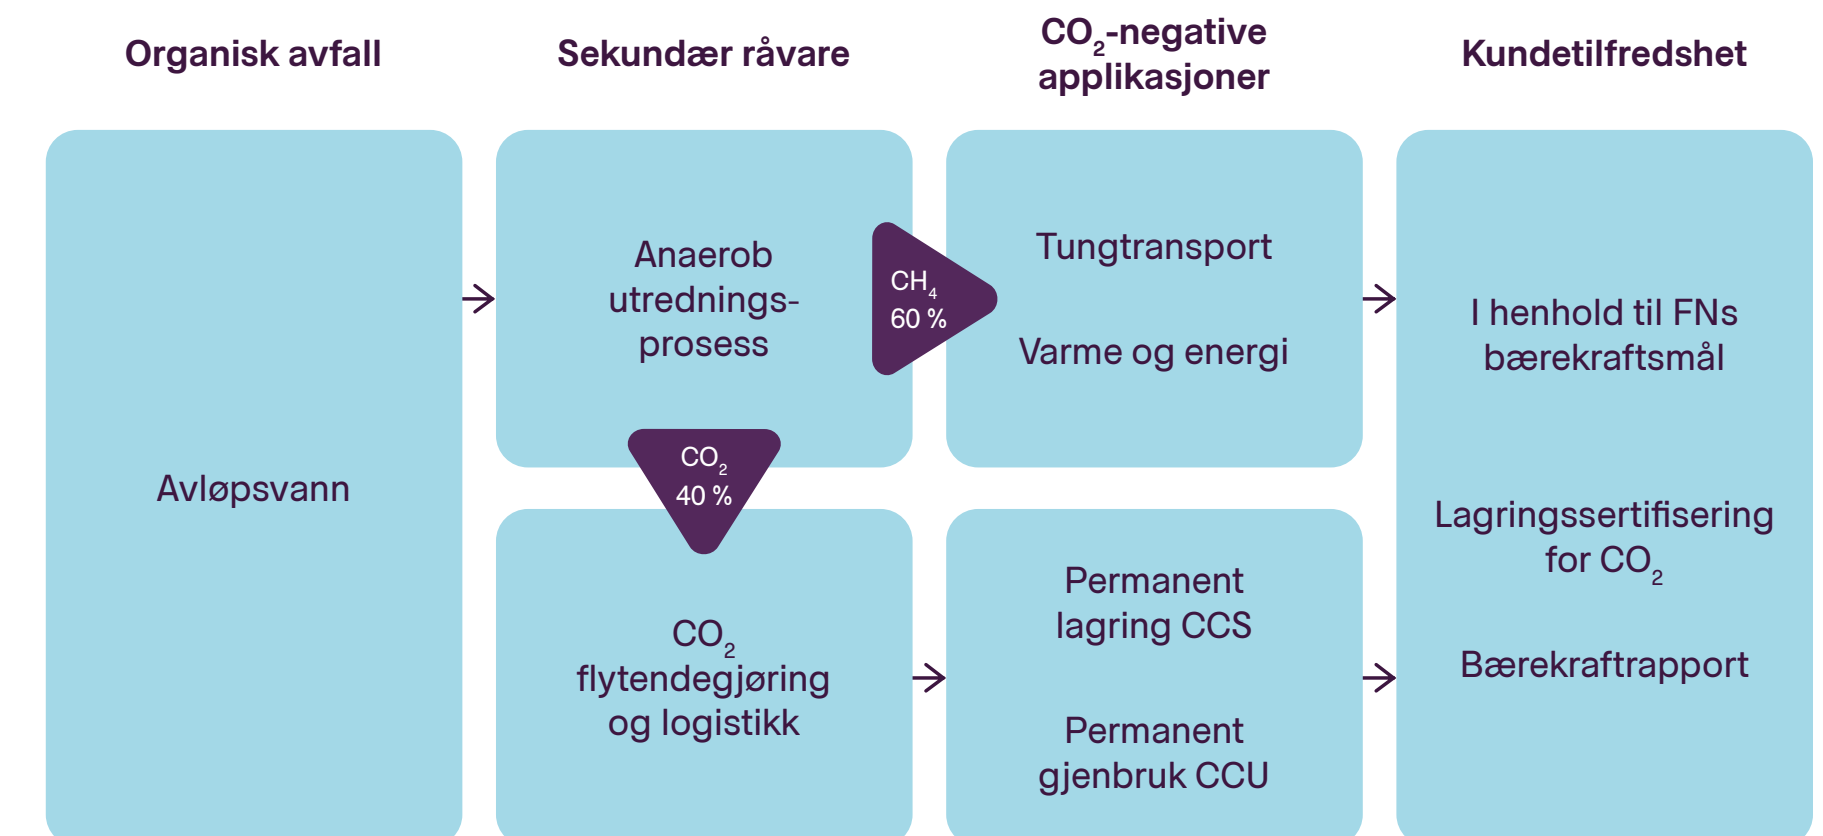 Organisk avfall
Sekundær råvare
CO₂-negative
applikasjoner
Kundetilfredshet
Avløpsvann
Anaerob
utrednings-
prosess
CH₄
60 %
CO₂
40 %
CO₂
flytendegjøring
og logistikk
Tungtransport
Varme og energi
Permanent
lagring CCS
Permanent
gjenbruk CCU
I henhold til FNs
bærekraftsmål
Lagringssertifisering
for CO₂
Bærekraftrapport